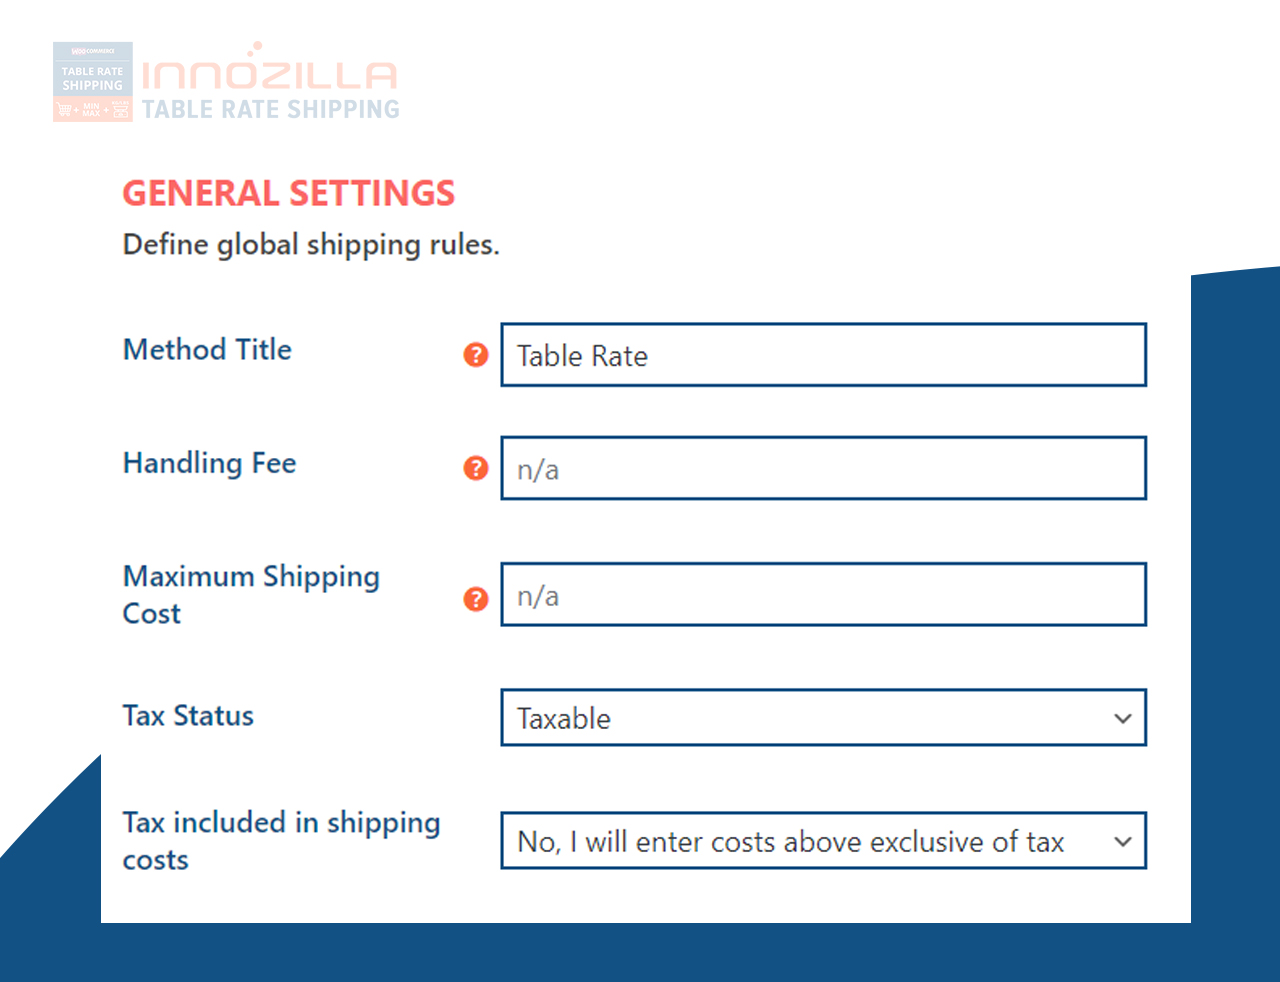 WOO COMMERCE
TABLE RATE
SHIPPING
MIN
MAX
INNOZILLA
TABLE RATE SHIPPING
GENERAL SETTINGS
Define global shipping rules.
Method Title
? Table Rate
Handling Fee
? n/a
Maximum Shipping
Cost
? n/a
Tax Status
Taxable
Tax included in shipping
costs
No, I will enter costs above exclusive of tax